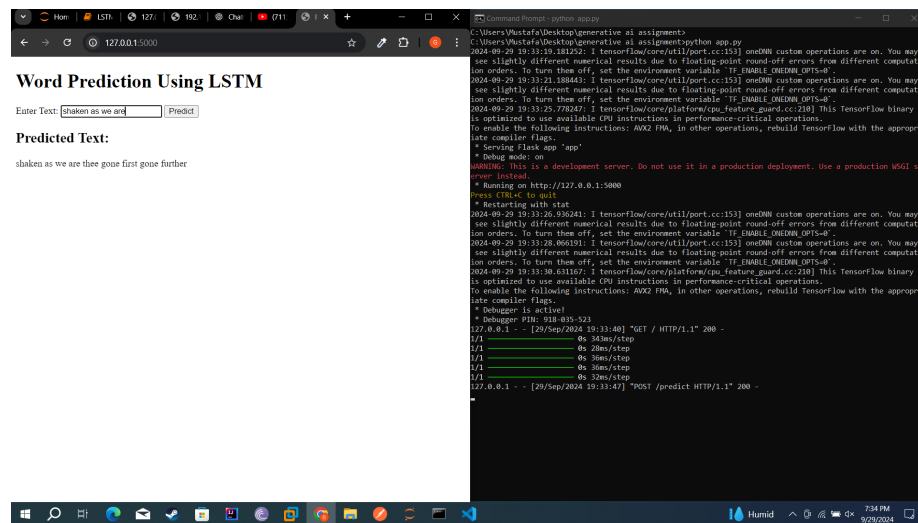 Hom
LSTM
127.(
192.
Chat
(711)
127.0.0.1:5000
G
Word Prediction Using LSTM
Enter Text: shaken as we are Predict
Predicted Text:
shaken as we are thee gone first gone further
Command Prompt - python app.py
C:\Users\Mustafa\Desktop\generative ai assignment>
C:\Users\Mustafa\Desktop\generative ai assignment>python app.py
2024-09-29 19:33:19.181252: I tensorflow/core/util/port.cc:153] oneDNN custom operations are on. You may
see slightly different numerical results due to floating-point round-off errors from different computat
ion orders. To turn them off, set the environment variable `TF_ENABLE_ONEDNN_OPTS=0`.
2024-09-29 19:33:21.188443: I tensorflow/core/util/port.cc:153] oneDNN custom operations are on. You may
see slightly different numerical results due to floating-point round-off errors from different computat
ion orders. To turn them off, set the environment variable `TF_ENABLE_ONEDNN_OPTS=0`.
2024-09-29 19:33:25.778247: I tensorflow/core/platform/cpu_feature_guard.cc:210] This TensorFlow binary
is optimized to use available CPU instructions in performance-critical operations.
To enable the following instructions: AVX2 FMA, in other operations, rebuild TensorFlow with the appropr
iate compiler flags.
* Serving Flask app 'app'
* Debug mode: on
WARNING: This is a development server. Do not use it in a production deployment. Use a production WSGI s
erver instead.
* Running on http://127.0.0.1:5000
Press CTRL+C to quit
* Restarting with stat
2024-09-29 19:33:26.936241: I tensorflow/core/util/port.cc:153] oneDNN custom operations are on. You may
see slightly different numerical results due to floating-point round-off errors from different computat
ion orders. To turn them off, set the environment variable `TF_ENABLE_ONEDNN_OPTS=0`.
2024-09-29 19:33:28.066191: I tensorflow/core/util/port.cc:153] oneDNN custom operations are on. You may
see slightly different numerical results due to floating-point round-off errors from different computat
ion orders. To turn them off, set the environment variable `TF_ENABLE_ONEDNN_OPTS=0`.
2024-09-29 19:33:30.631167: I tensorflow/core/platform/cpu_feature_guard.cc:210] This TensorFlow binary
is optimized to use available CPU instructions in performance-critical operations.
To enable the following instructions: AVX2 FMA, in other operations, rebuild TensorFlow with the appropr
iate compiler flags.
* Debugger is active!
* Debugger PIN: 918-035-523
127.0.0.1 - - [29/Sep/2024 19:33:40] "GET / HTTP/1.1" 200 -
1/1 0s 343ms/step
1/1 0s 28ms/step
1/1 0s 36ms/step
1/1 0s 36ms/step
1/1 0s 32ms/step
127.0.0.1 - - [29/Sep/2024 19:33:47] "POST /predict HTTP/1.1" 200 -
Humid
7:34 PM
9/29/2024